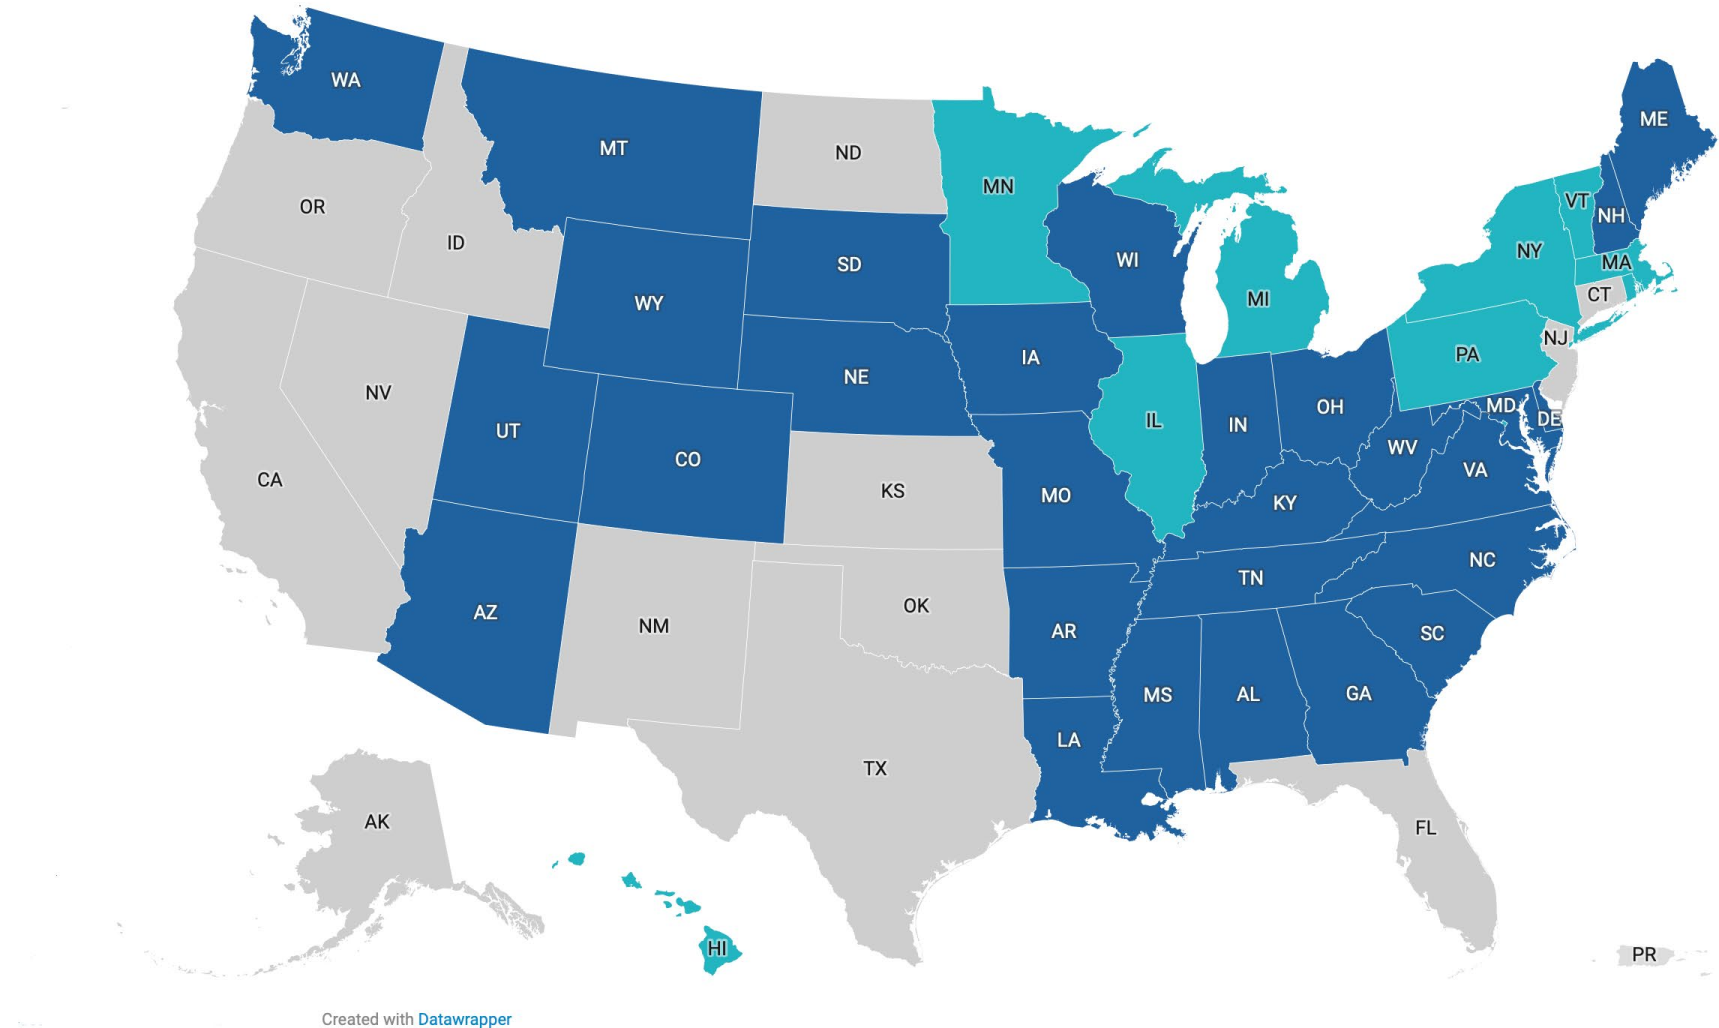 WA
MT
ND
MN
ME
OR
ID
SD
WI
VT
NH
NY
MA
CT
WY
MI
NE
IA
PA
NJ
NV
UT
CO
IL
IN
OH
MD
DE
CA
KS
MO
WV
VA
KY
AZ
NM
OK
AR
TN
NC
SC
MS
AL
GA
LA
TX
AK
FL
HI
PR
Created with Datawrapper